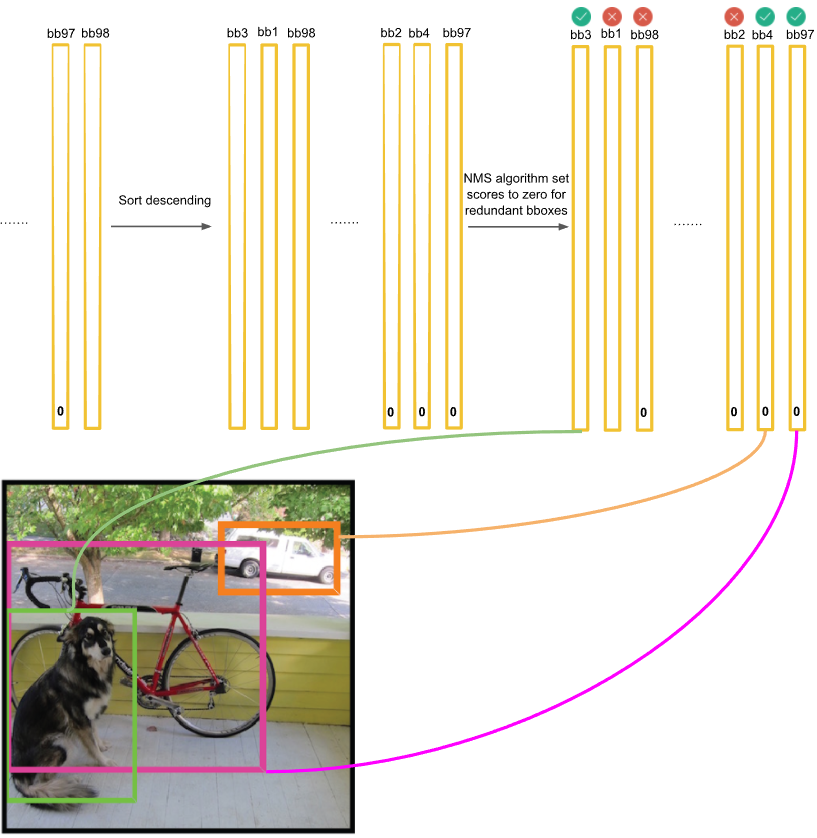 bb97 bb98
bb3 bb1 bb98
bb2 bb4 bb97
bb3 bb1 bb98
bb2 bb4 bb97
Sort descending
NMS algorithm set
scores to zero for
redundant bboxes
.......
.......
.......
0
0 0 0
0
0 0 0